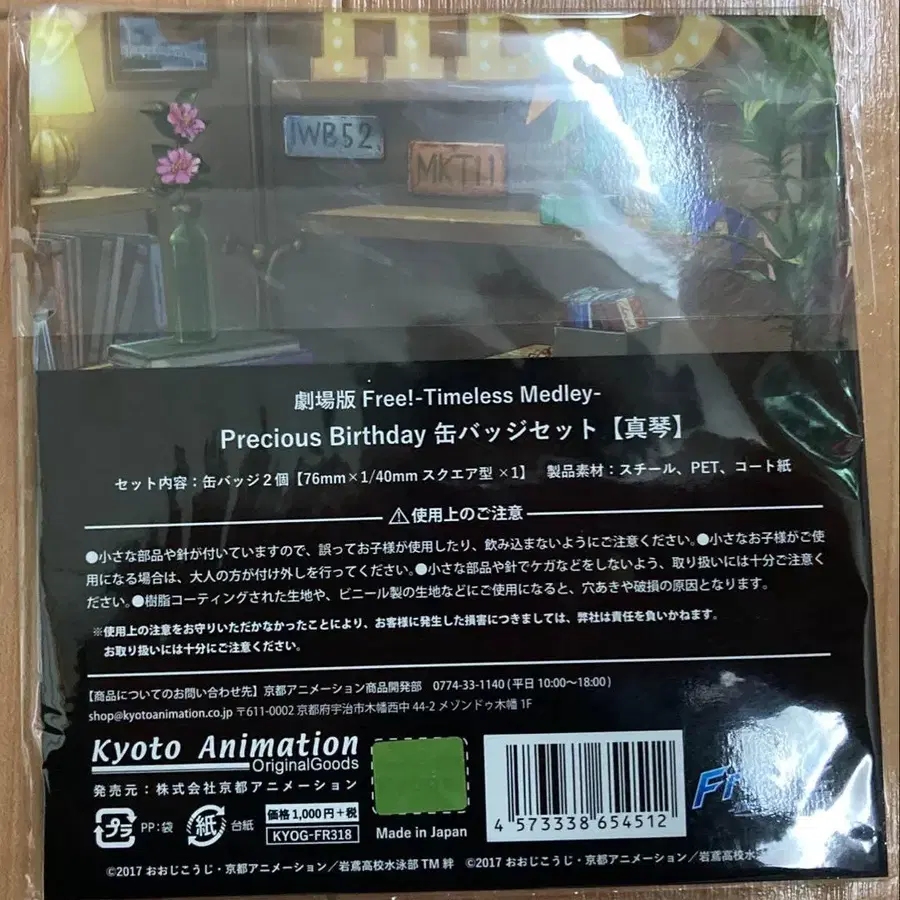 HBD
IWB52
MKT11
劇場版 Free!-Timeless Medley-
Precious Birthday 缶バッジセット【真琴】
セット内容:缶バッジ2個【76mm×1/40mm スクエア型 ×1】 製品素材:スチール、PET、コート紙
⚠使用上のご注意
●小さな部品や針が付いていますので、誤ってお子様が使用したり、飲み込まないようにご注意ください。●小さなお子様がご使
用になる場合は、大人の方が付け外しを行ってください。●小さな部品や針でケガなどをしないよう、取り扱いには十分ご注意く
ださい。●樹脂コーティングされた生地や、ビニール製の生地などにご使用になると、穴あきや破損の原因となります。
※使用上の注意をお守りいただかなかったことにより、お客様に発生した損害につきましては、弊社は責任を負いかねます。
お取り扱いには十分にご注意ください。
【商品についてのお問い合わせ先】京都アニメーション商品開発部 0774-33-1140(平日10:00～18:00)
shop@kyotoanimation.co.jp 〒611-0002 京都府宇治市木幡西中 44-2 メゾンドゥ木幡 1F
Kyoto Animation
OriginalGoods
発売元:株式会社京都アニメーション
プラ PP:袋 紙 台紙
価格1,000円+税
KYOG-FR318
Made in Japan
4 573338 654512
©2017 おおじこうじ・京都アニメーション/岩鳶高校水泳部TM 絆 ©2017 おおじこうじ・京都アニメーション/岩鳶高校水